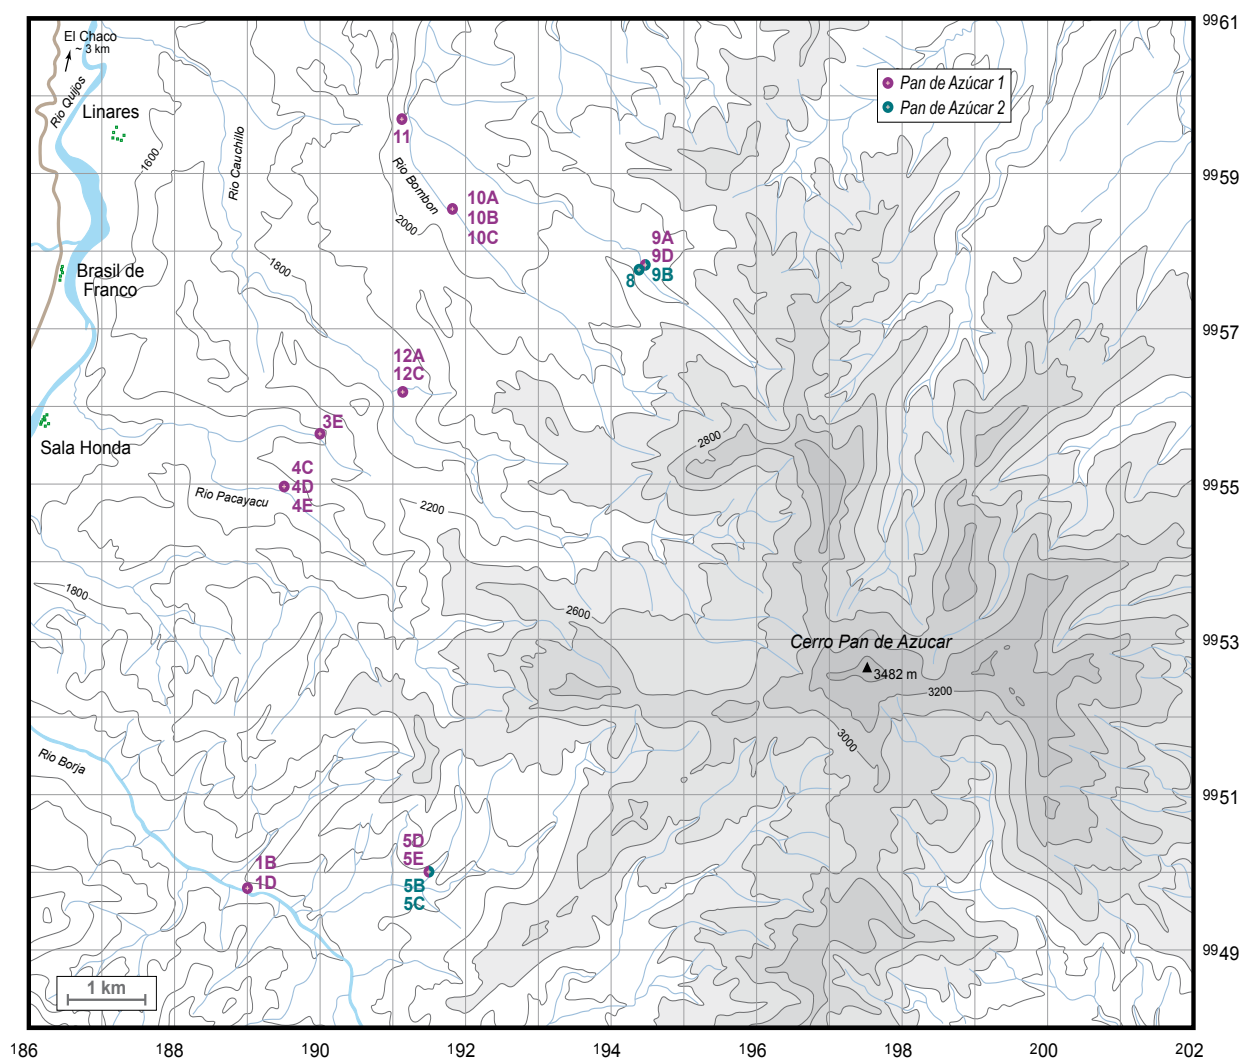 9961
El Chaco
~ 3 km
Rio Quijos
Linares
Pan de Azúcar 1
Pan de Azúcar 2
11
1600
Rio Cauchillo
Rio Bombon
9959
10A
10B
10C
2000
9A
9D
9B
8
1800
Brasil de
Franco
9957
12A
12C
3E
Sala Honda
2800
4C
4D
4E
Rio Pacayacu
9955
2200
1800
2600
9953
Cerro Pan de Azucar
3482 m
3200
3000
Rio Borja
9951
5D
5E
5B
5C
1B
1D
9949
1 km
186
188
190
192
194
196
198
200
202